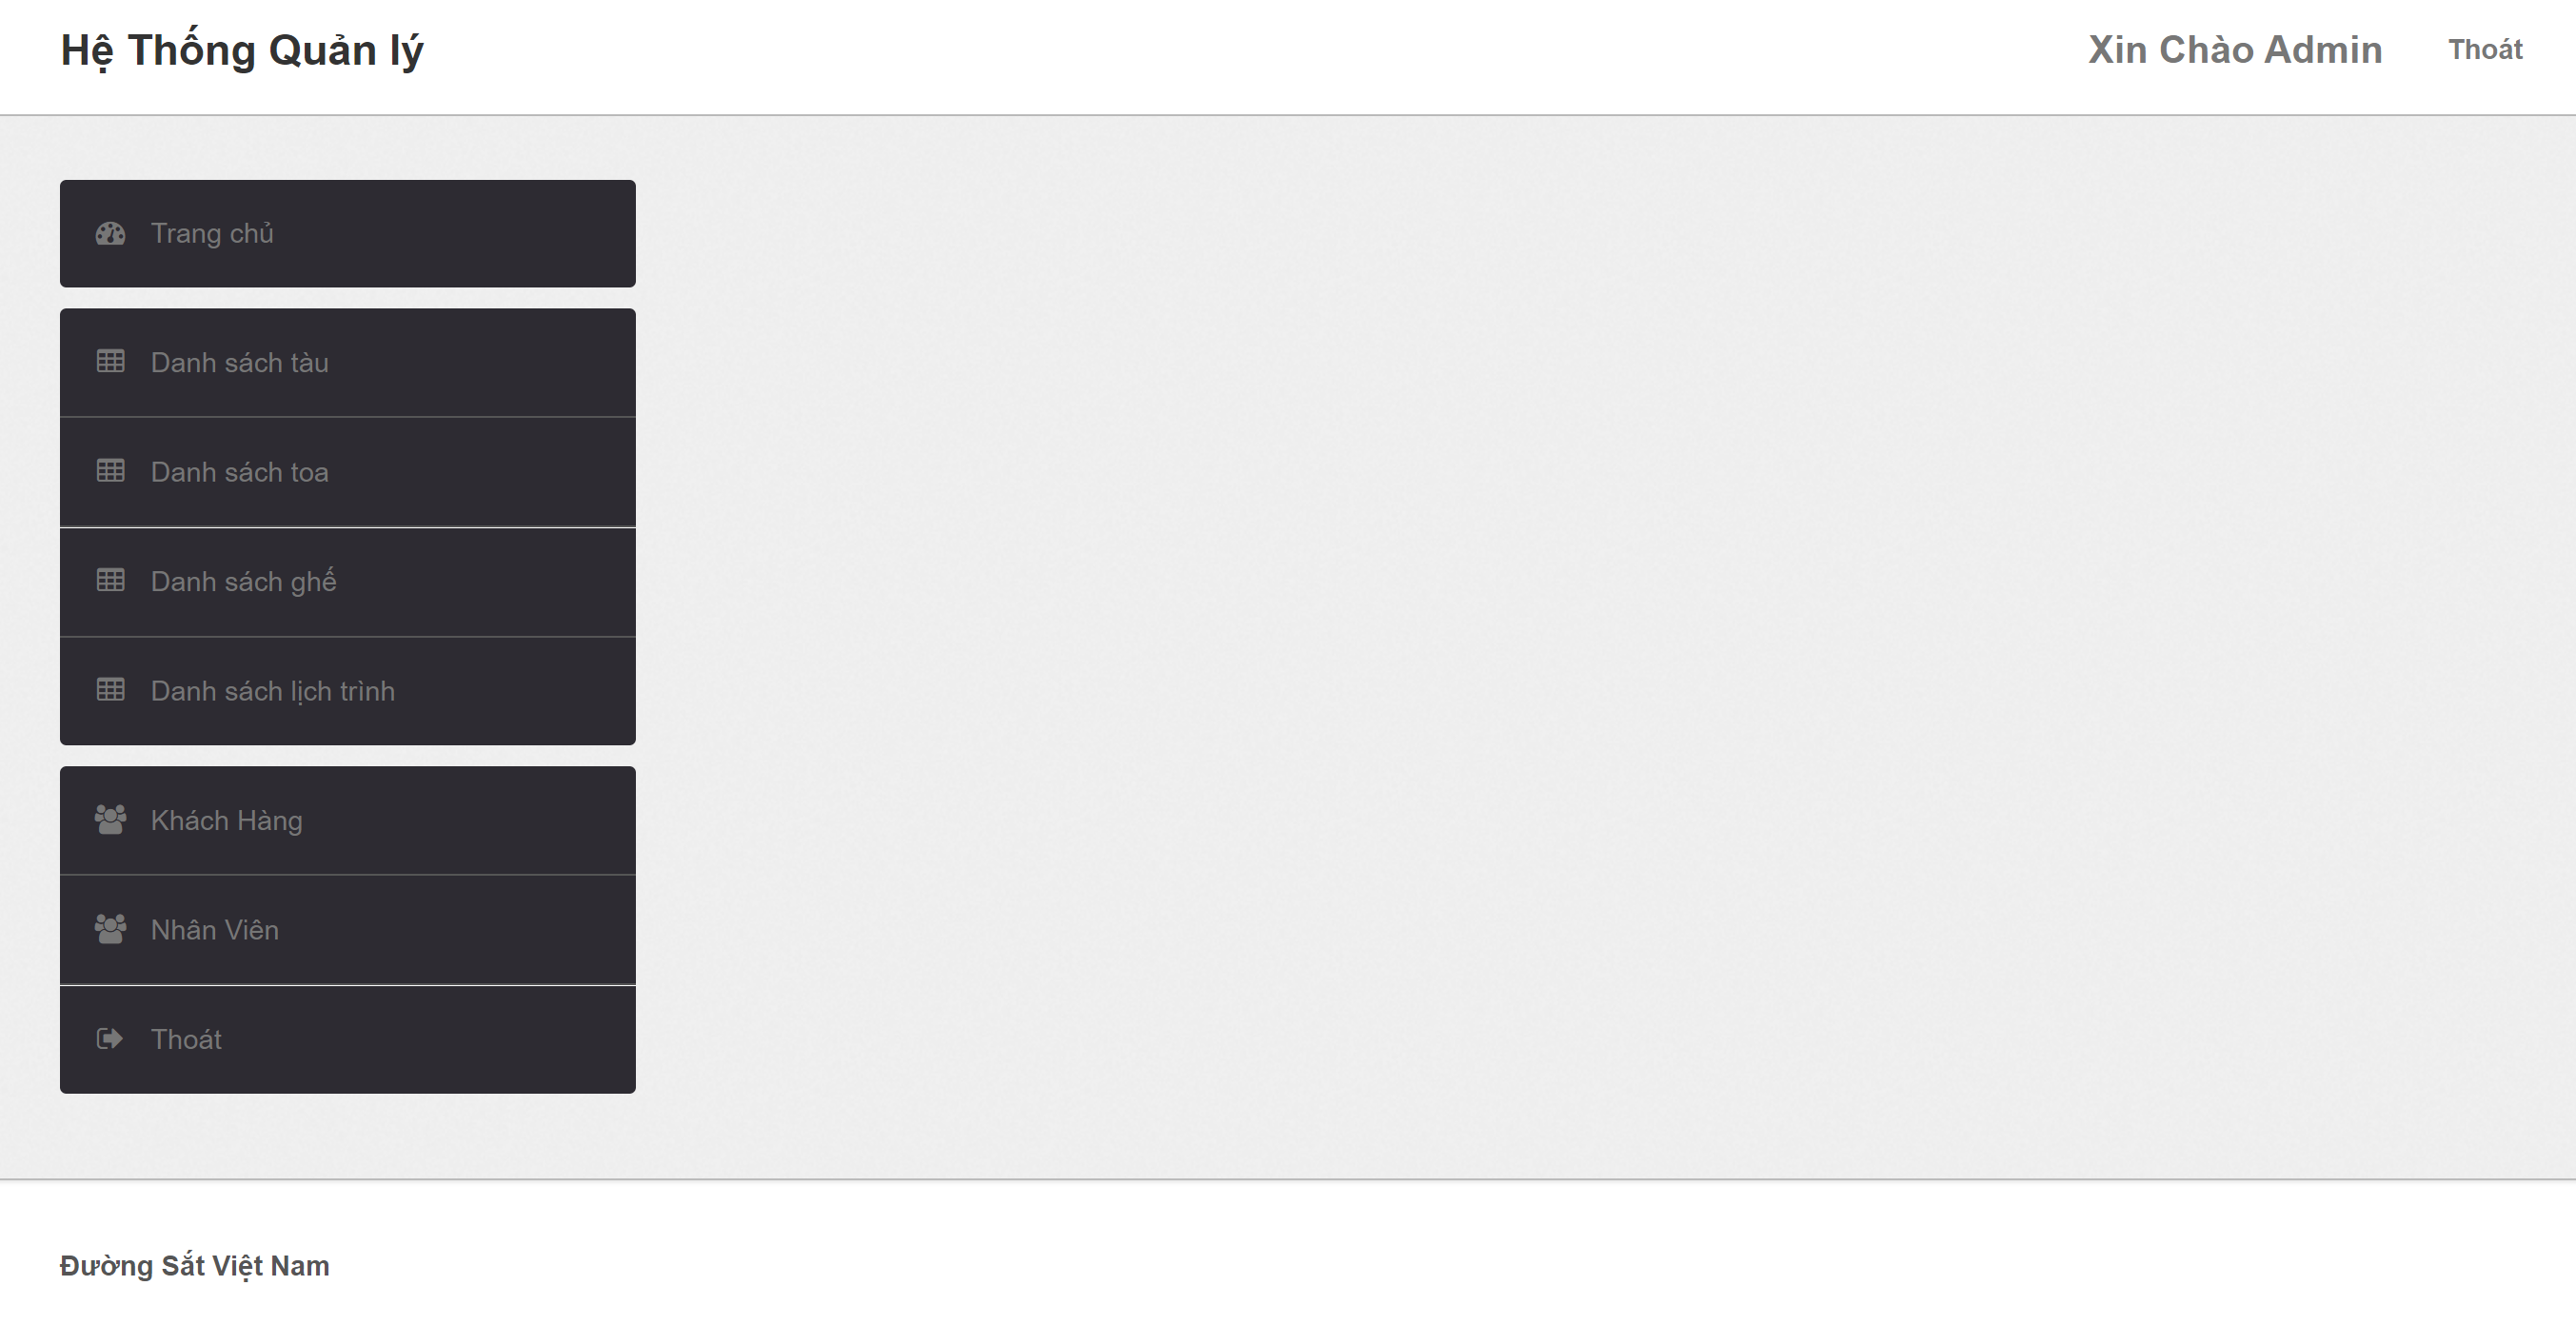 Hệ Thống Quản lý
Xin Chào Admin
Thoát
Trang chủ
Danh sách tàu
Danh sách toa
Danh sách ghế
Danh sách lịch trình
Khách Hàng
Nhân Viên
Thoát
Đường Sắt Việt Nam